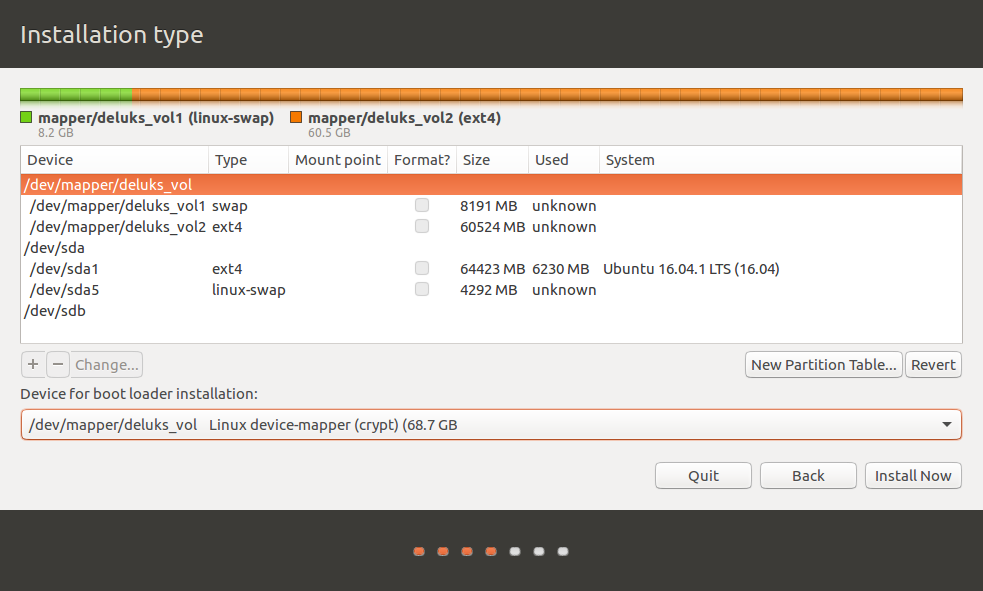 Installation type
mapper/deluks_vol1 (linux-swap) mapper/deluks_vol2 (ext4)
8.2 GB 60.5 GB
Device Type Mount point Format? Size Used System
/dev/mapper/deluks_vol
/dev/mapper/deluks_vol1 swap 8191 MB unknown
/dev/mapper/deluks_vol2 ext4 60524 MB unknown
/dev/sda
/dev/sda1 ext4 64423 MB 6230 MB Ubuntu 16.04.1 LTS (16.04)
/dev/sda5 linux-swap 4292 MB unknown
/dev/sdb
+ − Change... New Partition Table... Revert
Device for boot loader installation:
/dev/mapper/deluks_vol Linux device-mapper (crypt) (68.7 GB
Quit Back Install Now